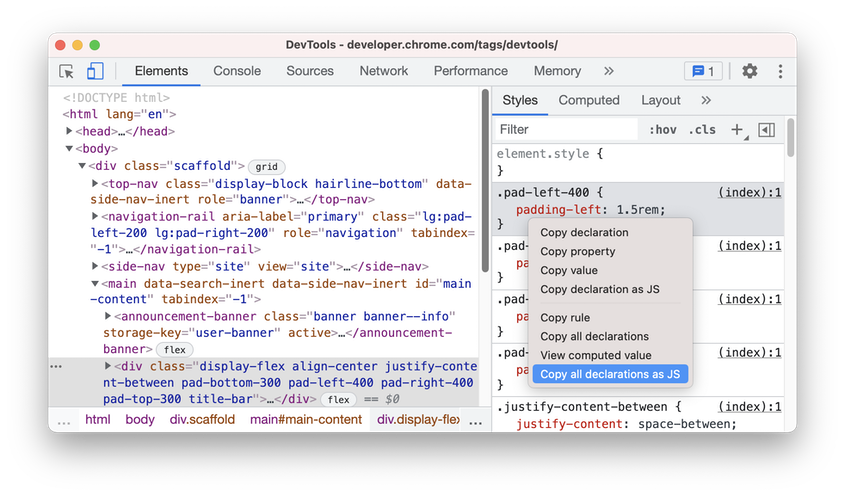 DevTools - developer.chrome.com/tags/devtools/
Elements Console Sources Network Performance Memory » 1
<!DOCTYPE html>
<html lang="en">
<head>…</head>
<body>
<div class="scaffold"> grid
<top-nav class="display-block hairline-bottom" data-
side-nav-inert role="banner">…</top-nav>
<navigation-rail aria-label="primary" class="lg:pad-
left-200 lg:pad-right-200" role="navigation" tabindex=
"-1">…</navigation-rail>
<side-nav type="site" view="site">…</side-nav>
<main data-search-inert data-side-nav-inert id="main
-content" tabindex="-1">
<announcement-banner class="banner banner--info"
storage-key="user-banner" active>…</announcement-
banner> flex
… <div class="display-flex align-center justify-conte
nt-between pad-bottom-300 pad-left-400 pad-right-400
pad-top-300 title-bar">…</div> flex == $0
… html body div.scaffold main#main-content div.display-flex …
Styles Computed Layout »
Filter :hov .cls +
element.style {
}
.pad-left-400 { (index):1
padding-left: 1.5rem;
}
.pad- (index):1
pa
}
.pad- (index):1
pa
}
.pad- (index):1
pa
}
.justify-content-between { (index):1
justify-content: space-between;
Copy declaration
Copy property
Copy value
Copy declaration as JS
Copy rule
Copy all declarations
View computed value
Copy all declarations as JS